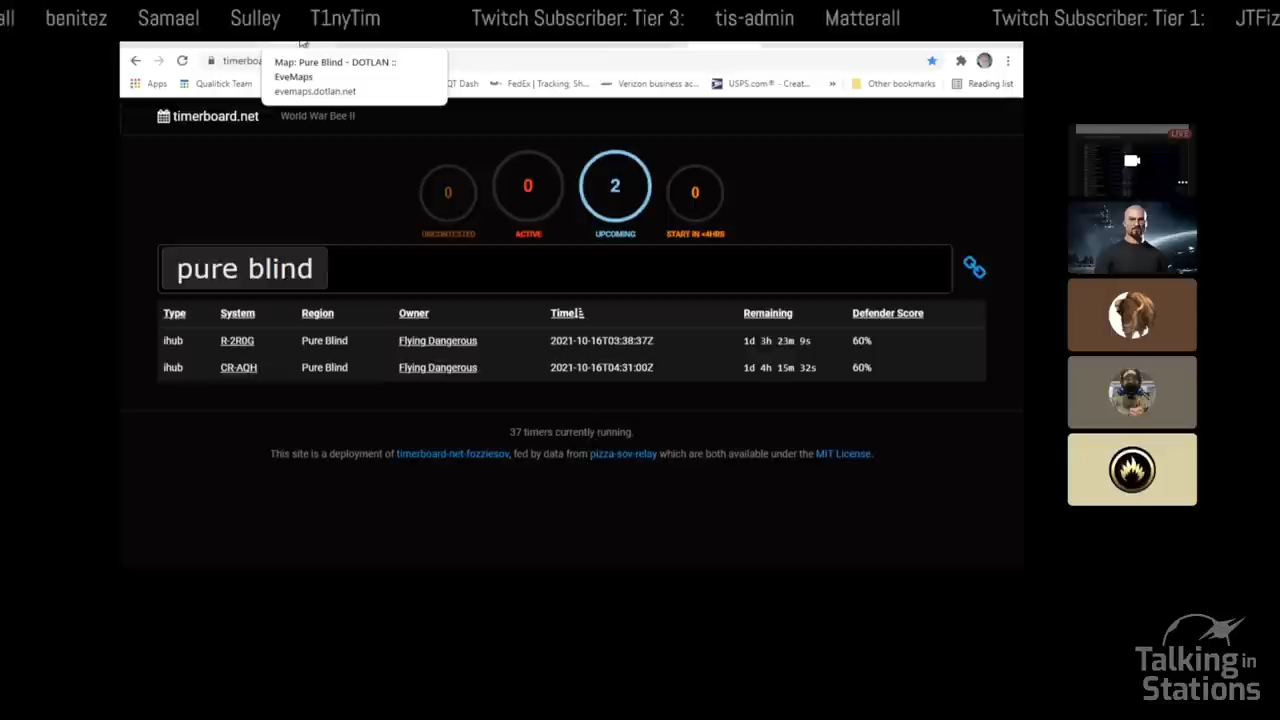 all benitez Samael Sulley T1nyTim Twitch Subscriber: Tier 3: tis-admin Matterall Twitch Subscriber: Tier 1: JTFiz
timerboa
Map: Pure Blind - DOTLAN ::
EveMaps
evemaps.dotlan.net
Apps Qualitick Team QT Dash FedEx | Tracking, Sh... Verizon business ac... USPS.com® - Creat... » Other bookmarks Reading list
timerboard.net World War Bee II
LIVE
0 0 2 0
UNCONTESTED ACTIVE UPCOMING START IN <4HRS
pure blind
Type System Region Owner Time Remaining Defender Score
ihub R-2R0G Pure Blind Flying Dangerous 2021-10-16T03:38:37Z 1d 3h 23m 9s 60%
ihub CR-AQH Pure Blind Flying Dangerous 2021-10-16T04:31:00Z 1d 4h 15m 32s 60%
37 timers currently running.
This site is a deployment of timerboard-net-fozziesov, fed by data from pizza-sov-relay which are both available under the MIT License.
Talking in
Stations